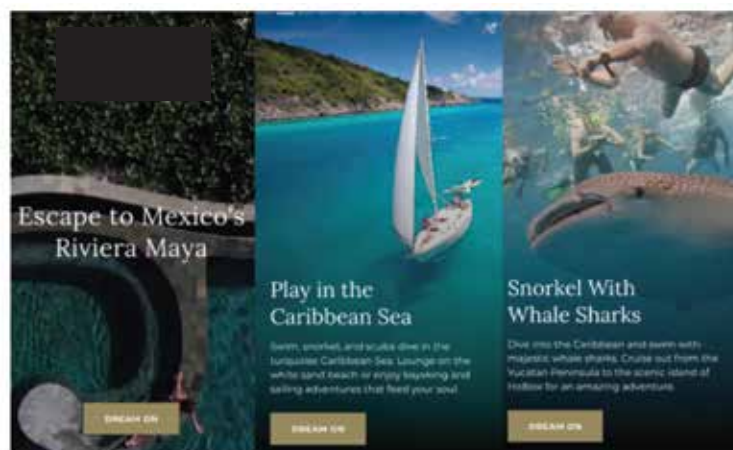 Escape to Mexico's
Riviera Maya
DREAM ON
Play in the
Caribbean Sea
Swim, snorkel, and scuba dive in the
turquoise Caribbean Sea. Lounge on the
white sand beach or enjoy kayaking and
sailing adventures that feed your soul.
DREAM ON
Snorkel With
Whale Sharks
Dive into the Caribbean and swim with
majestic whale sharks. Cruise out from the
Yucatan Peninsula to the scenic island of
Holbox for an amazing adventure.
DREAM ON